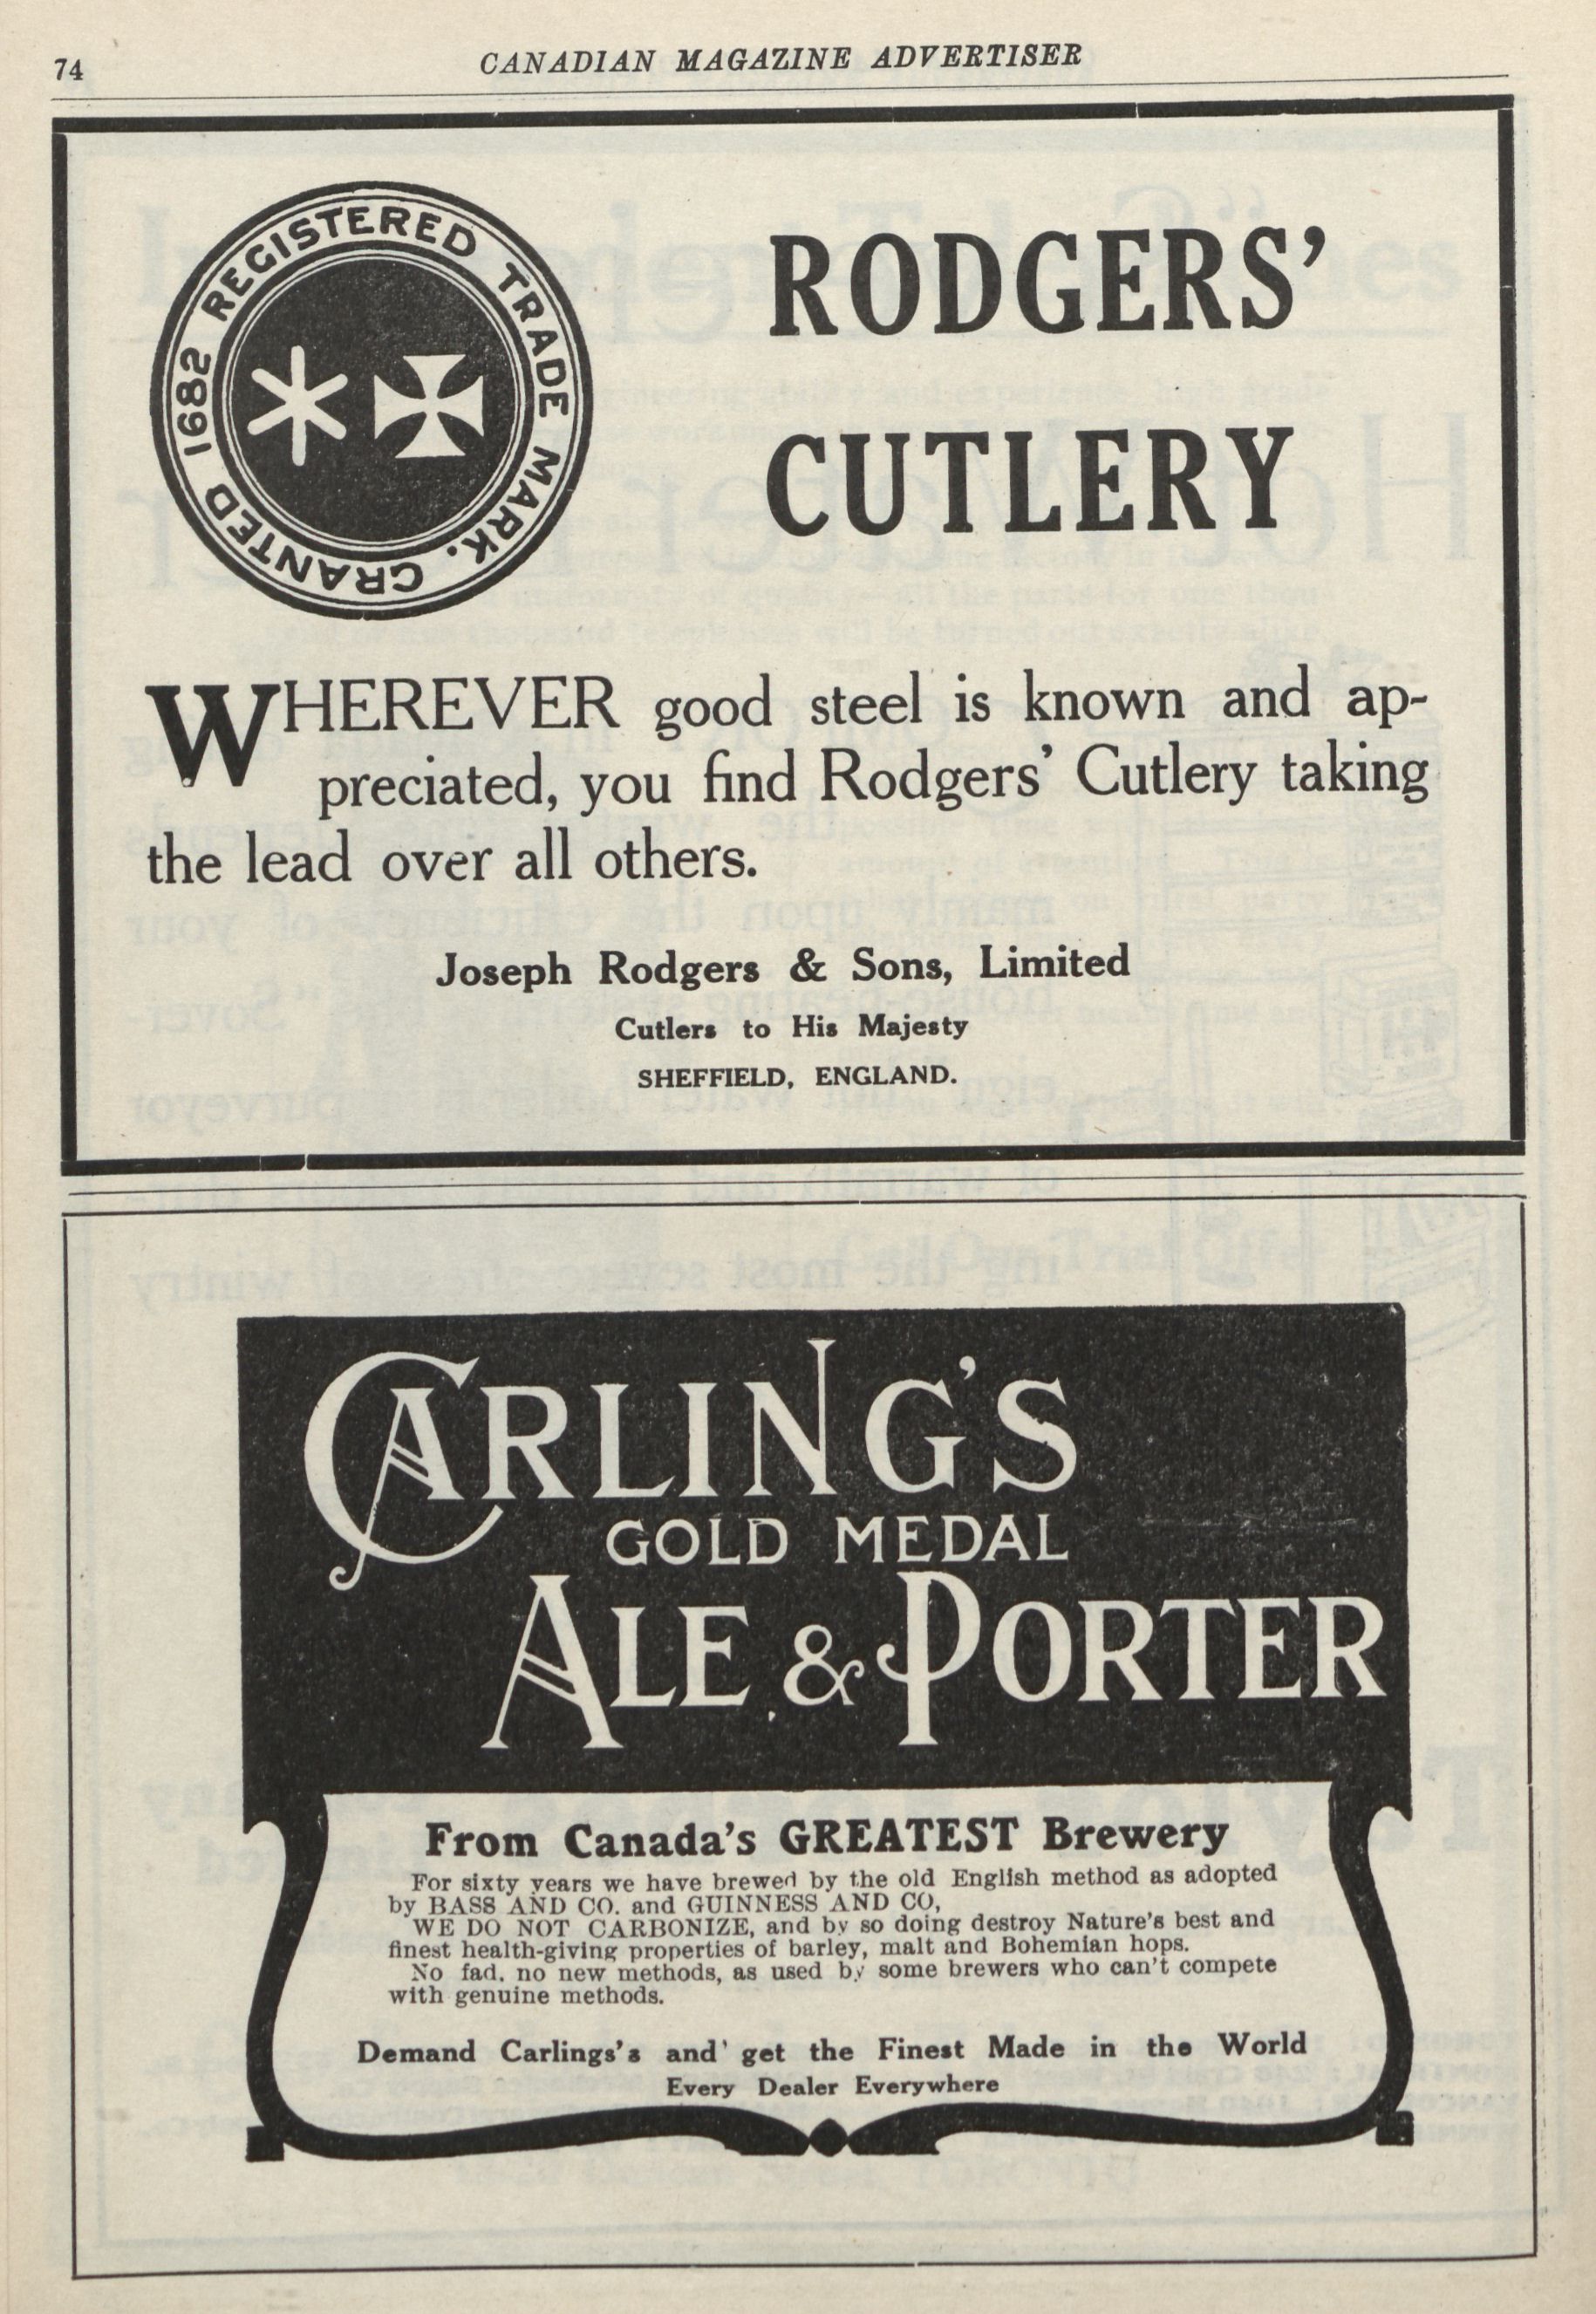 74
CANADIAN MAGAZINE ADVERTISER
REGISTERED TRADE MARK. GRANTED 1682
RODGERS’
CUTLERY
WHEREVER good steel is known and ap-
preciated, you find Rodgers’ Cutlery taking
the lead over all others.
Joseph Rodgers & Sons, Limited
Cutlers to His Majesty
SHEFFIELD, ENGLAND.
CARLING'S
GOLD MEDAL
ALE & PORTER
From Canada's GREATEST Brewery
For sixty years we have brewed by the old English method as adopted
by BASS AND CO. and GUINNESS AND CO,
WE DO NOT CARBONIZE, and by so doing destroy Nature's best and
finest health-giving properties of barley, malt and Bohemian hops.
No fad, no new methods, as used by some brewers who can't compete
with genuine methods.
Demand Carlings's and' get the Finest Made in the World
Every Dealer Everywhere